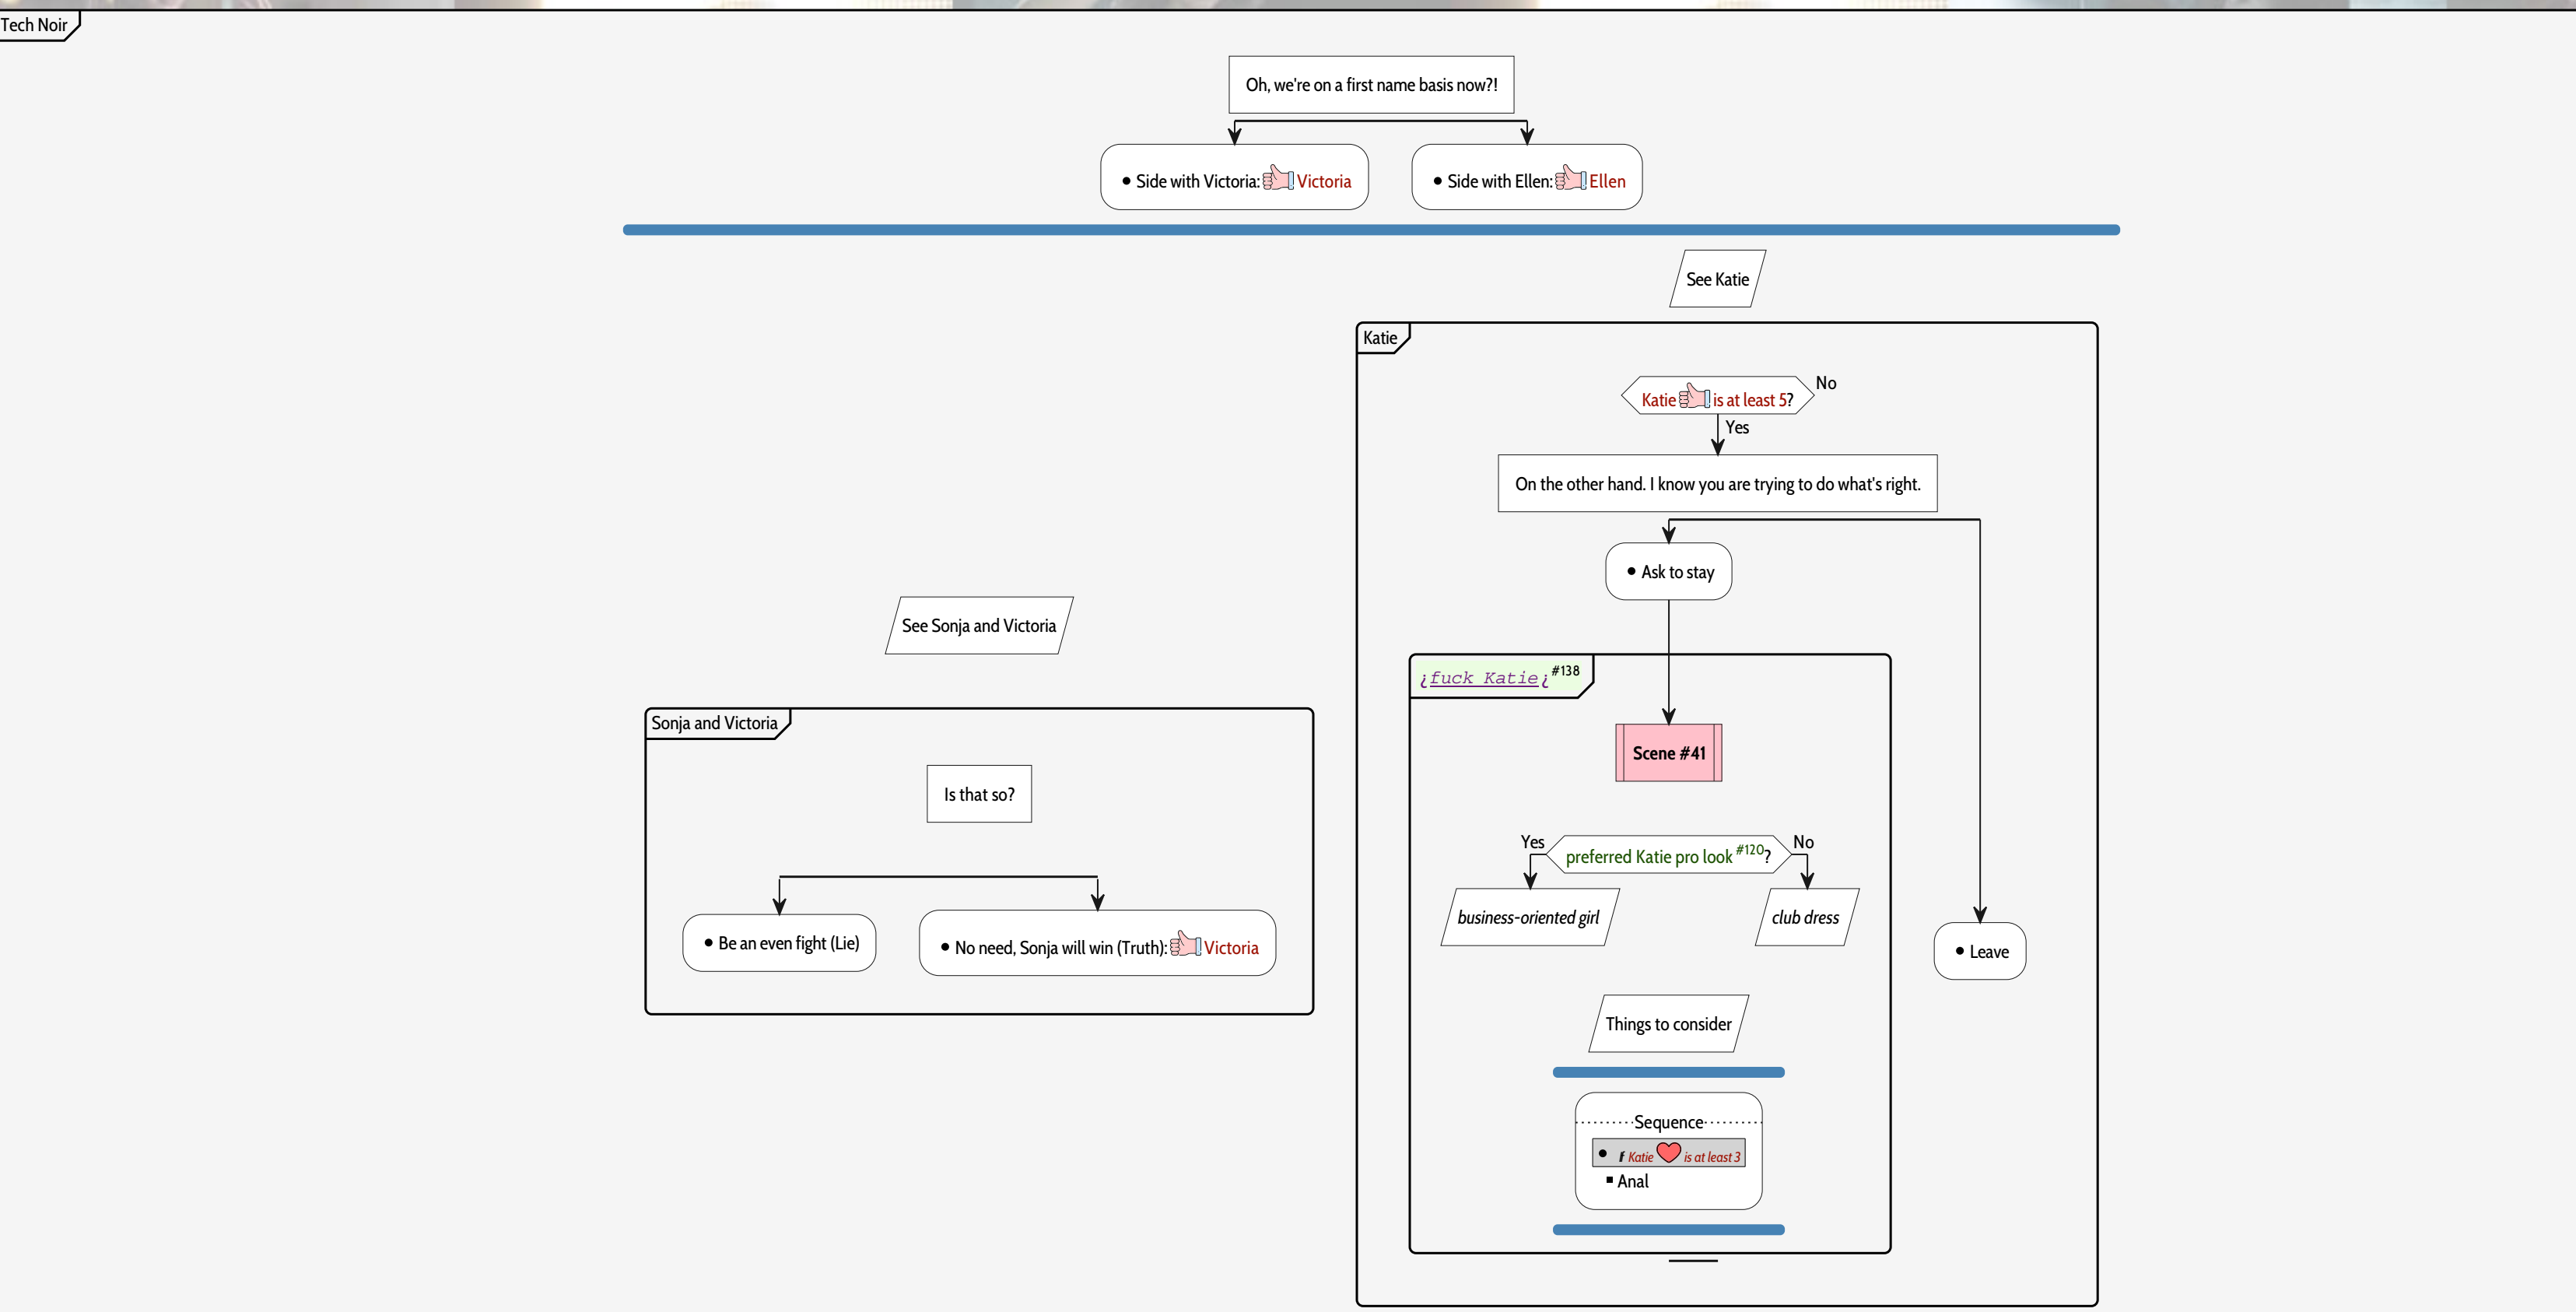 Tech Noir
Oh, we're on a first name basis now?!
• Side with Victoria: Victoria
• Side with Ellen: Ellen
See Katie
Katie
Katie is at least 5?
No
Yes
On the other hand. I know you are trying to do what's right.
• Ask to stay
See Sonja and Victoria
¿fuck Katie¿ #138
Sonja and Victoria
Scene #41
Is that so?
Yes
preferred Katie pro look #120?
No
business-oriented girl
club dress
• Be an even fight (Lie)
• No need, Sonja will win (Truth): Victoria
• Leave
Things to consider
Sequence
• f Katie is at least 3
▪ Anal